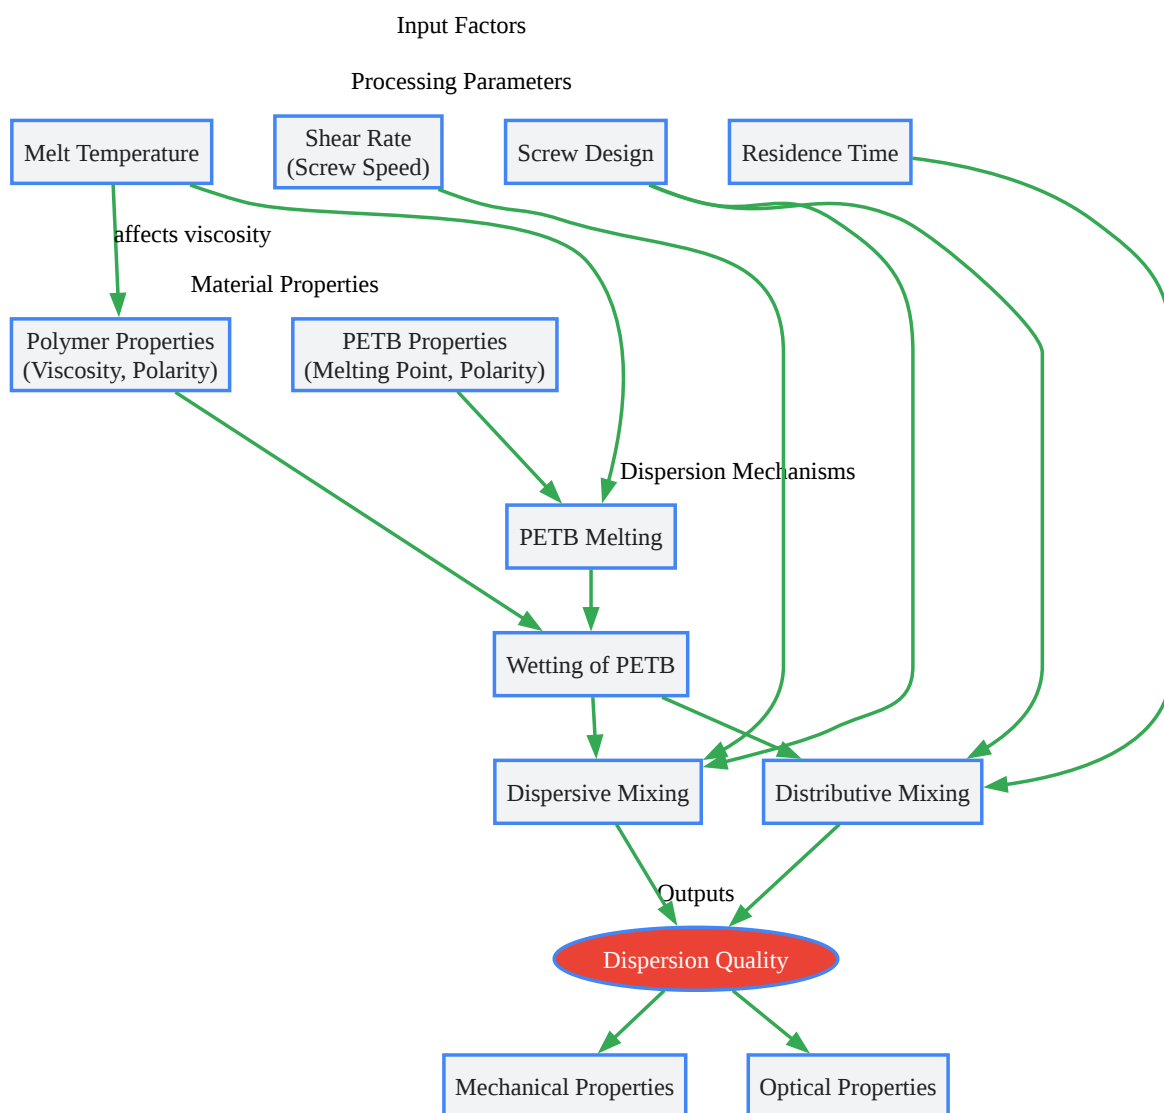 Input Factors
Processing Parameters
Melt Temperature
Shear Rate
(Screw Speed)
Screw Design
Residence Time
affects viscosity
Material Properties
Polymer Properties
(Viscosity, Polarity)
PETB Properties
(Melting Point, Polarity)
Dispersion Mechanisms
PETB Melting
Wetting of PETB
Dispersive Mixing
Distributive Mixing
Outputs
Dispersion Quality
Mechanical Properties
Optical Properties